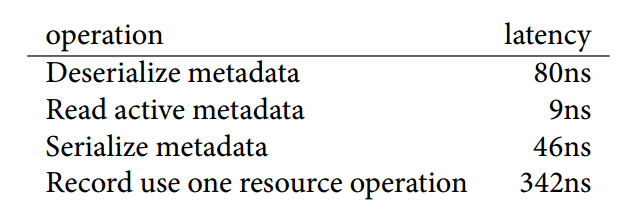 operation latency
Deserialize metadata 80ns
Read active metadata 9ns
Serialize metadata 46ns
Record use one resource operation 342ns